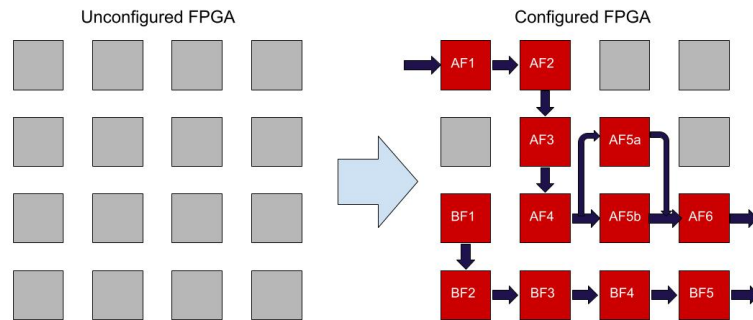 Unconfigured FPGA
Configured FPGA
AF1
AF2
AF3
AF5a
BF1
AF4
AF5b
AF6
BF2
BF3
BF4
BF5